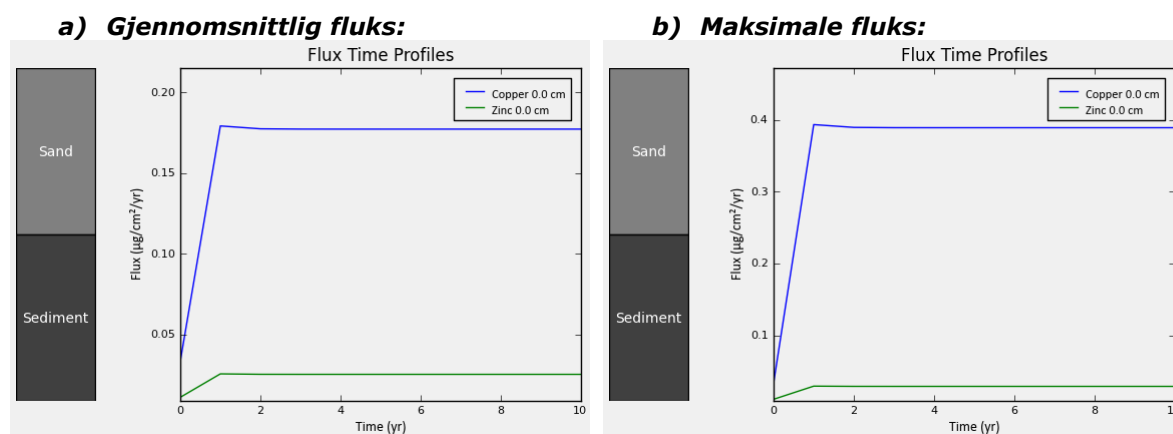 a) Gjennomsnittlig fluks:
Flux Time Profiles
Sand
Sediment
Flux (µg/cm²/yr)
0.20
0.15
0.10
0.05
Copper 0.0 cm
Zinc 0.0 cm
0 2 4 6 8 10
Time (yr)
b) Maksimale fluks:
Flux Time Profiles
Sand
Sediment
Flux (µg/cm²/yr)
0.4
0.3
0.2
0.1
Copper 0.0 cm
Zinc 0.0 cm
0 2 4 6 8
Time (yr)